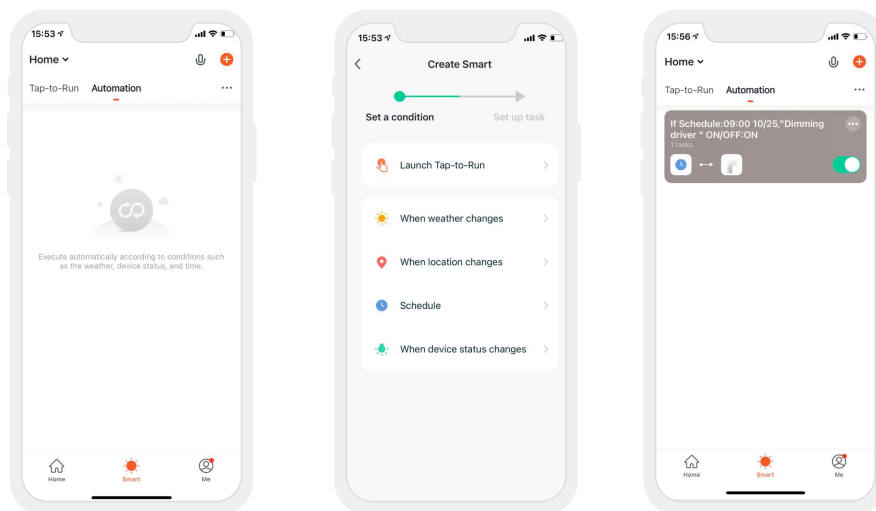 15:53
Home
Tap-to-Run Automation
Execute automatically according to conditions such
as the weather, device status, and time.
Home Smart Me
15:53
Create Smart
Set a condition Set up task
Launch Tap-to-Run
When weather changes
When location changes
Schedule
When device status changes
15:56
Home
Tap-to-Run Automation
If Schedule:09:00 10/25,"Dimming
driver " ON/OFF:ON
1 tasks
Home Smart Me